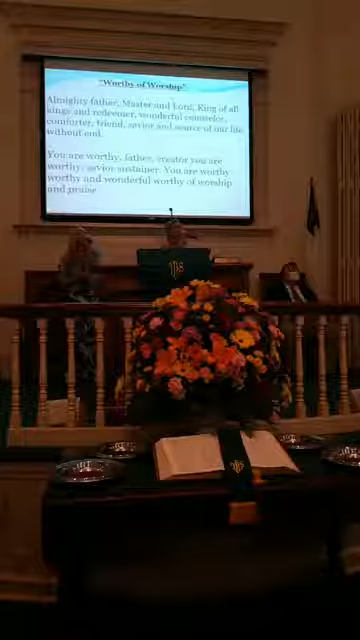 "Worthy of Worship"
Almighty father, Master and Lord, King of all
kings and redeemer, wonderful counselor,
comforter, friend, savior and source of our life
without end.
You are worthy, father, creator you are
worthy, savior sustainer. You are worthy
worthy and wonderful worthy of worship
and praise
IHS